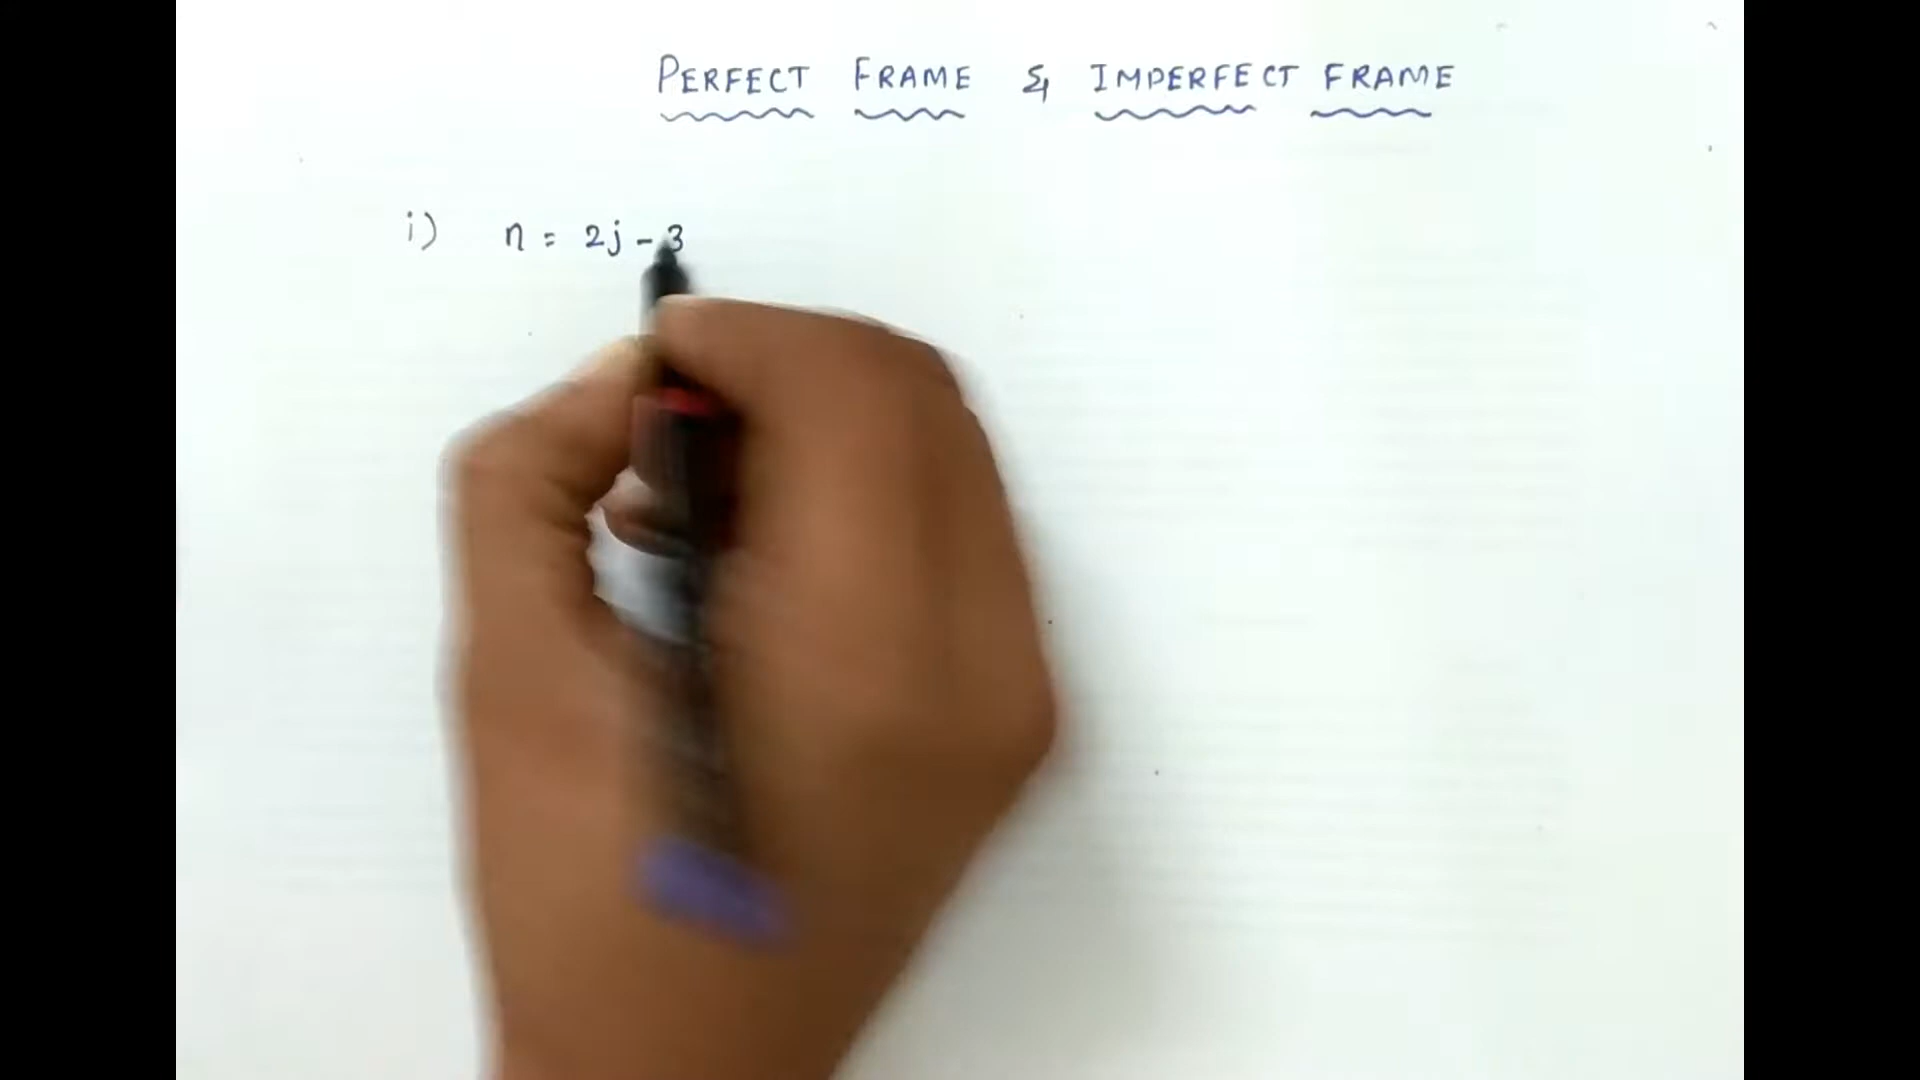 PERFECT FRAME & IMPERFECT FRAME
i) n = 2j - 3